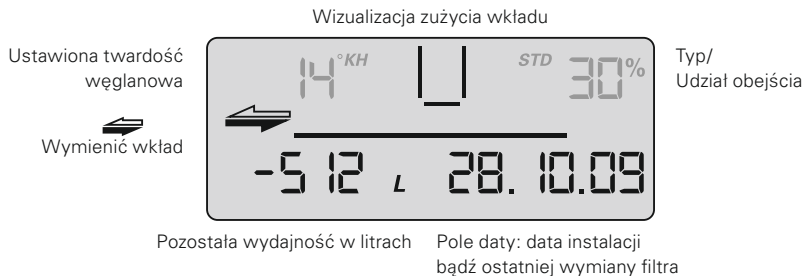 Wizualizacja zużycia wkładu
Ustawiona twardość
węglanowa
14 °KH
STD 30%
Typ/
Udział obejścia
Wymienić wkład
-512 L 28.10.09
Pozostała wydajność w litrach
Pole daty: data instalacji
bądź ostatniej wymiany filtra